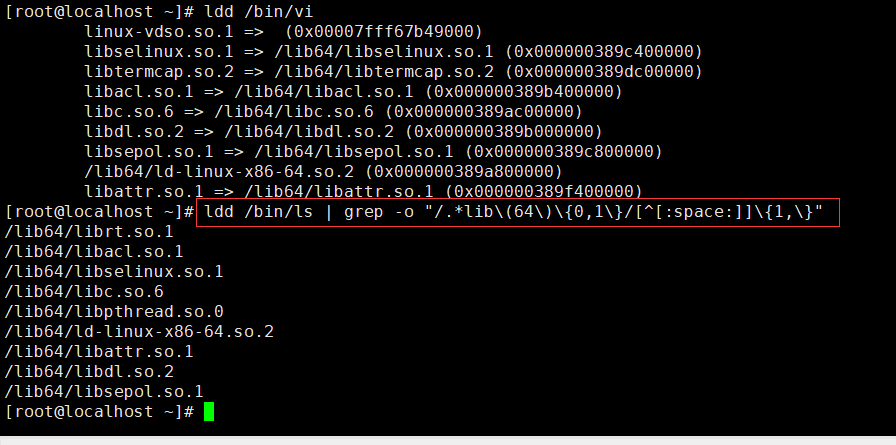 [root@localhost ~]# ldd /bin/vi
linux-vdso.so.1 =>  (0x00007fff67b49000)
libselinux.so.1 => /lib64/libselinux.so.1 (0x000000389c400000)
libtermcap.so.2 => /lib64/libtermcap.so.2 (0x000000389dc00000)
libacl.so.1 => /lib64/libacl.so.1 (0x000000389b400000)
libc.so.6 => /lib64/libc.so.6 (0x000000389ac00000)
libdl.so.2 => /lib64/libdl.so.2 (0x000000389b000000)
libsepol.so.1 => /lib64/libsepol.so.1 (0x000000389c800000)
/lib64/ld-linux-x86-64.so.2 (0x000000389a800000)
libattr.so.1 => /lib64/libattr.so.1 (0x000000389f400000)
[root@localhost ~]# ldd /bin/ls | grep -o "/.*lib\(64\)\{0,1\}/[^[:space:]]\{1,\}"
/lib64/librt.so.1
/lib64/libacl.so.1
/lib64/libselinux.so.1
/lib64/libc.so.6
/lib64/libpthread.so.0
/lib64/ld-linux-x86-64.so.2
/lib64/libattr.so.1
/lib64/libdl.so.2
/lib64/libsepol.so.1
[root@localhost ~]#